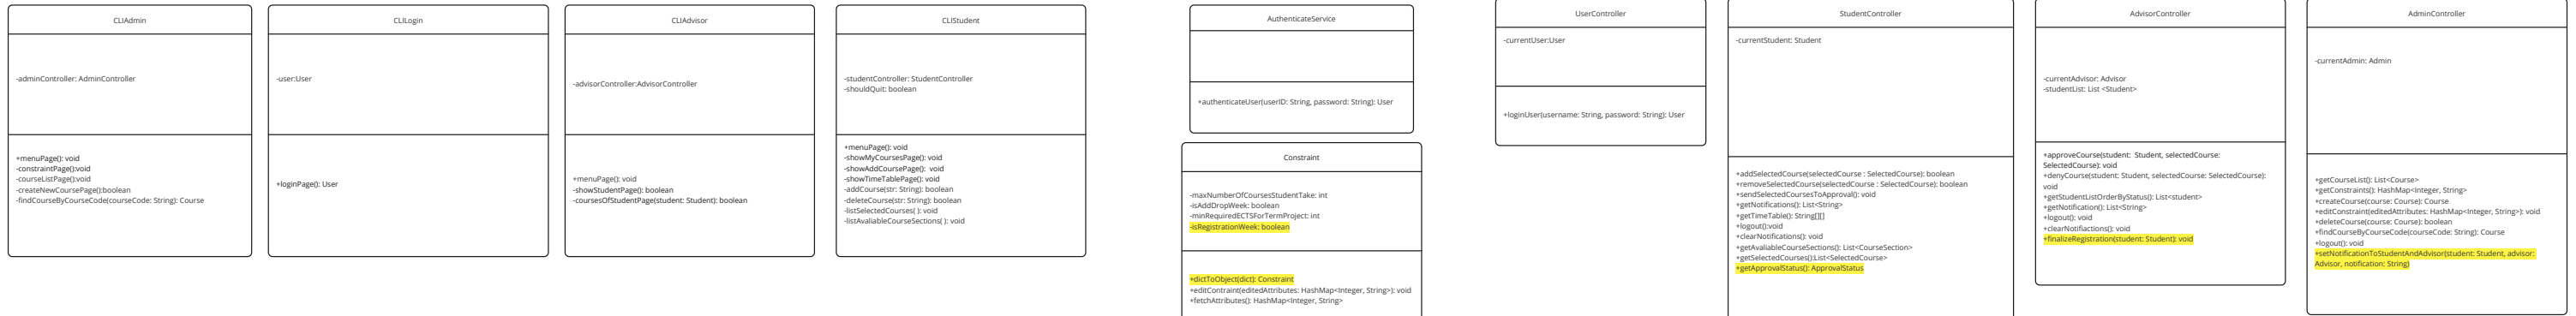 CLIAdmin
-adminController: AdminController
+menuPage(): void
-constraintPage():void
-courseListPage():void
-createNewCoursePage():boolean
-findCourseByCourseCode(courseCode: String): Course
CLILogin
-user:User
+loginPage(): User
CLIAdvisor
-advisorController:AdvisorController
+menuPage(): void
-showStudentPage(): boolean
-coursesOfStudentPage(student: Student): boolean
CLIStudent
-studentController: StudentController
-shouldQuit: boolean
+menuPage(): void
-showMyCoursesPage(): void
-showAddCoursePage():  void
-showTimeTablePage(): void
-addCourse(str: String): boolean
-deleteCourse(str: String): boolean
-listSelectedCourses( ): void
-listAvaliableCourseSections( ): void
AuthenticateService
+authenticateUser(userID: String, password: String): User
Constraint
-maxNumberOfCoursesStudentTake: int
-isAddDropWeek: boolean
-minRequiredECTSForTermProject: int
-isRegistrationWeek: boolean
+dictToObject(dict): Constraint
+editContraint(editedAttributes: HashMap<Integer, String>): void
+fetchAttributes(): HashMap<Integer, String>
UserController
-currentUser:User
+loginUser(username: String, password: String): User
StudentController
-currentStudent: Student
+addSelectedCourse(selectedCourse : SelectedCourse): boolean
+removeSelectedCourse(selectedCourse : SelectedCourse): boolean
+sendSelectedCoursesToApproval(): void
+getNotifications(): List<String>
+getTimeTable(): String[][]
+logout():void
+clearNotifications(): void
+getAvaliableCourseSections(): List<CourseSection>
+getSelectedCourses():List<SelectedCourse>
+getApprovalStatus(): ApprovalStatus
AdvisorController
-currentAdvisor: Advisor
-studentList: List <Student>
+approveCourse(student:  Student, selectedCourse:
SelectedCourse): void
+denyCourse(student: Student, selectedCourse: SelectedCourse):
void
+getStudentListOrderByStatus(): List<student>
+getNotification(): List<String>
+logout(): void
+clearNotifiactions(): void
+finalizeRegistration(student: Student): void
AdminController
-currentAdmin: Admin
+getCourseList(): List<Course>
+getConstraints(): HashMap<Integer, String>
+createCourse(course: Course): Course
+editConstraint(editedAttributes: HashMap<Integer, String>): void
+deleteCourse(course: Course): boolean
+findCourseByCourseCode(courseCode: String): Course
+logout(): void
+setNotificationToStudentAndAdvisor(student: Student, advisor:
Advisor, notification: String)